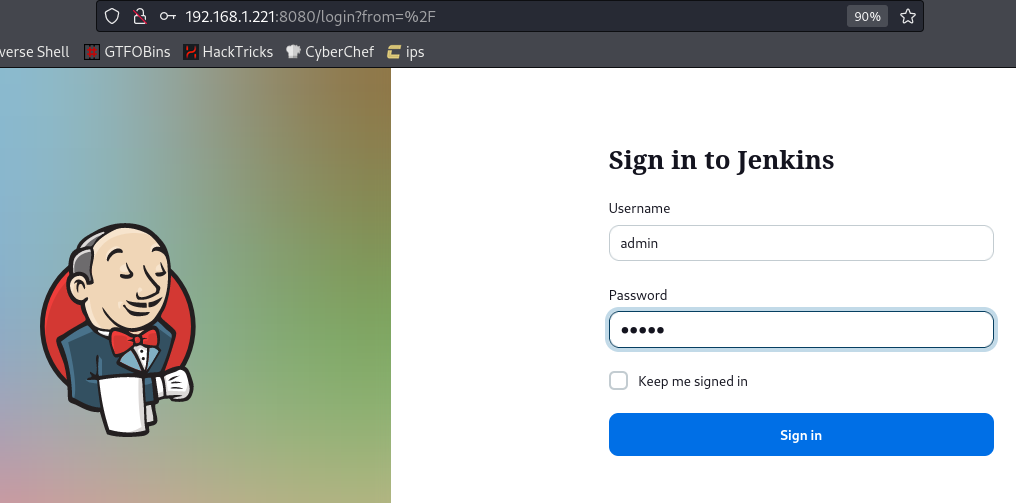 192.168.1.221:8080/login?from=%2F
90%
verse Shell GTFOBins HackTricks CyberChef ips
Sign in to Jenkins
Username
admin
Password
•••••
Keep me signed in
Sign in